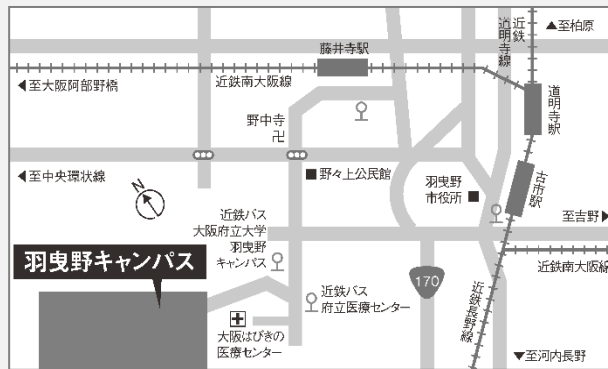 ▲至柏原
近鉄
道明寺線
藤井寺駅
近鉄南大阪線
◀至大阪阿部野橋
道明寺駅
野中寺
卍
◀至中央環状線
■野々上公民館
羽曳野
市役所■
古市駅
N
至吉野▶
近鉄バス
大阪府立大学
羽曳野
キャンパス
近鉄南大阪線
羽曳野キャンパス
170
近鉄バス
府立医療センター
近鉄長野線
大阪はびきの
医療センター
▼至河内長野